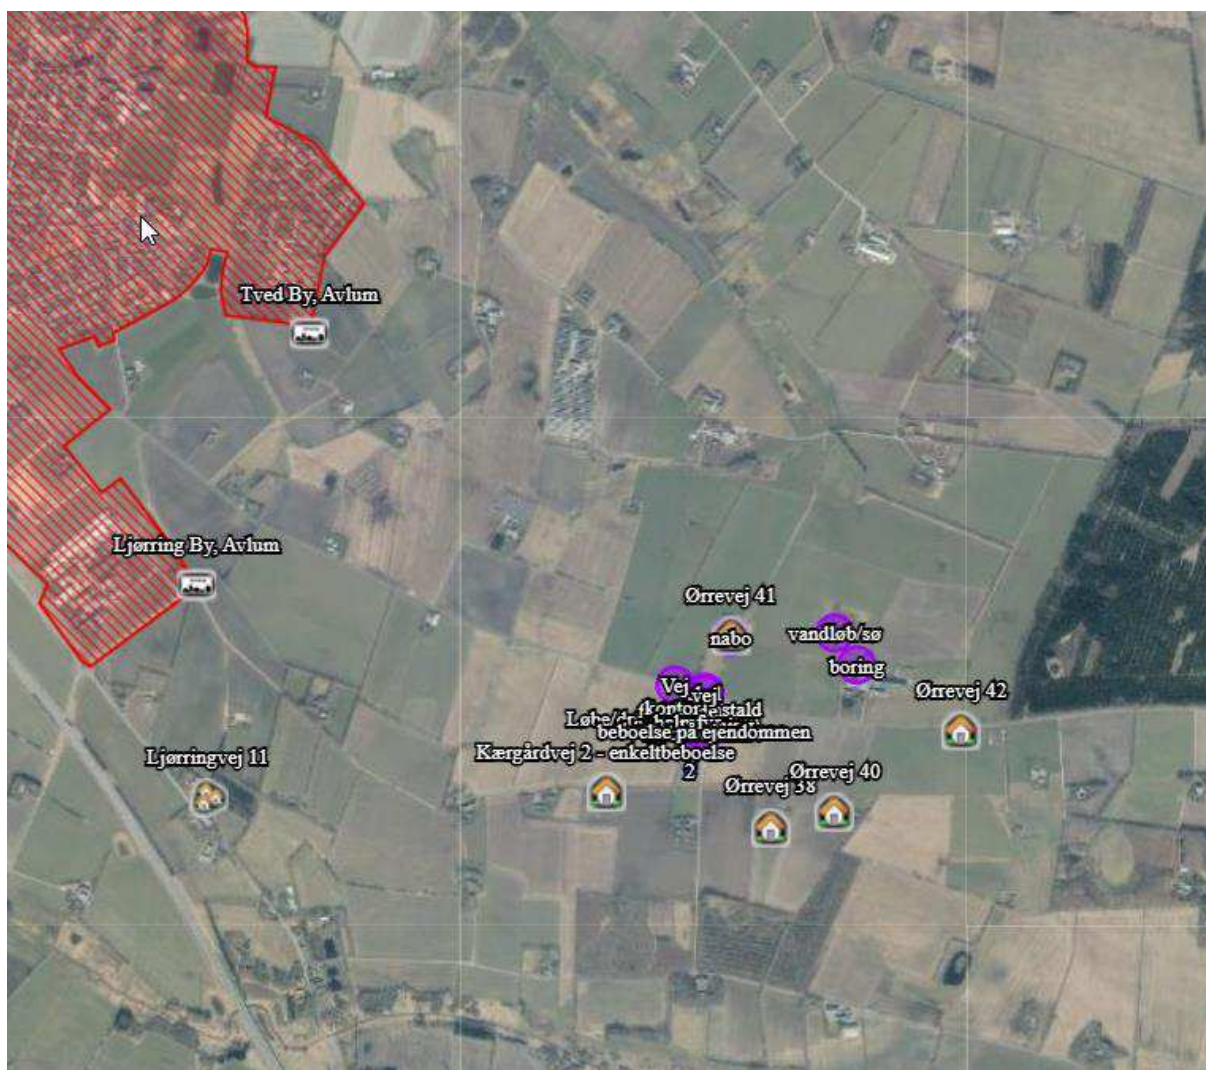 Tved By, Avlum
Ljørring By, Avlum
Ørrevej 41
nabo
vandløb/sø
boring
Vej
vej1
Ørrevej 42
beboelse på ejendommen
Kærgårdvej 2 - enkeltbeboelse
2
Ljørringvej 11
Ørrevej 40
Ørrevej 38